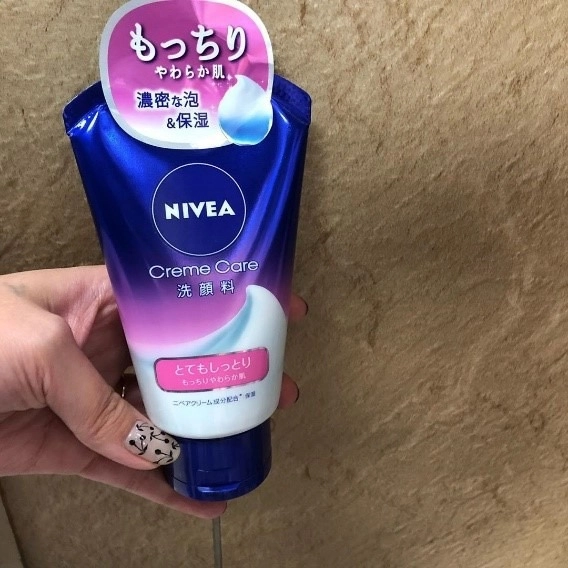 もっちり
やわらか肌
濃密な泡
&保湿
NIVEA
Creme Care
洗顔料
とてもしっとり
もっちりやわらか肌
ニベアクリーム成分配合* *保湿